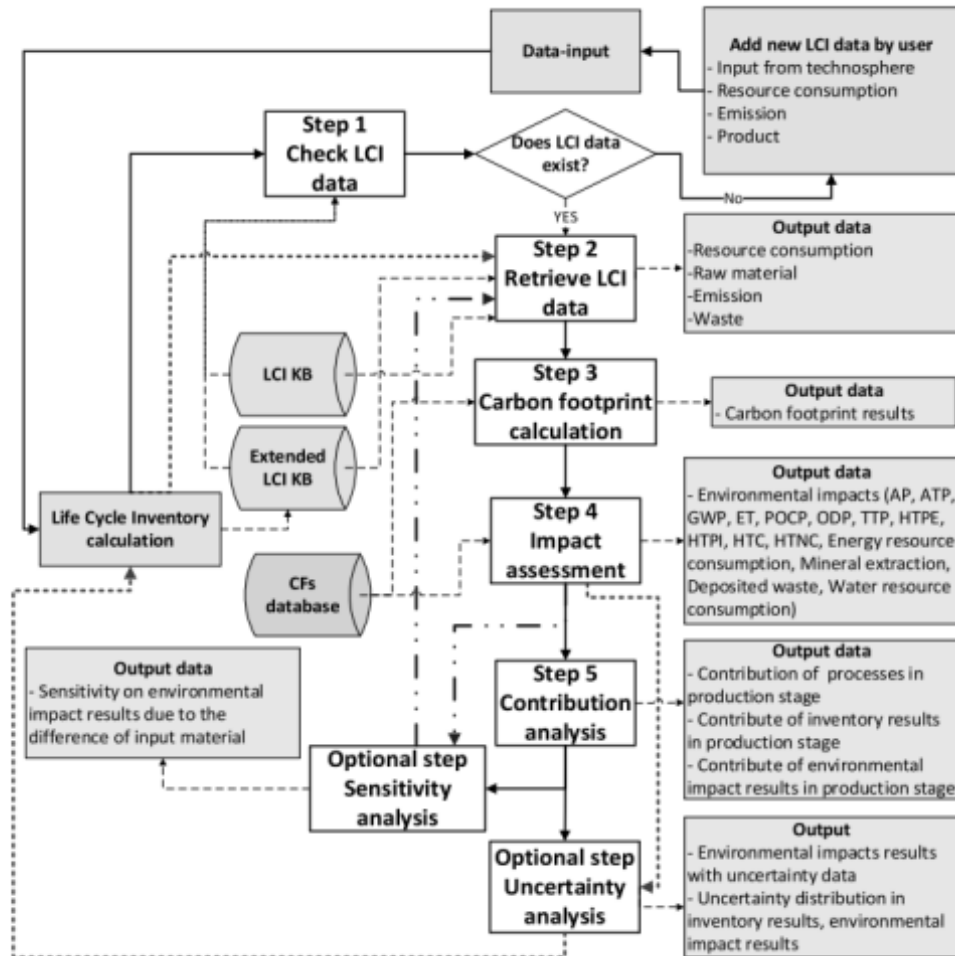 Data-input
Add new LCI data by user
- Input from technosphere
- Resource consumption
- Emission
- Product
Step 1
Check LCI
data
Does LCI data
exist?
No
YES
Step 2
Retrieve LCI
data
Output data
-Resource consumption
-Raw material
-Emission
-Waste
LCI KB
Step 3
Carbon footprint
calculation
Output data
- Carbon footprint results
Extended
LCI KB
Life Cycle Inventory
calculation
Step 4
Impact
assessment
Output data
- Environmental impacts (AP, ATP,
GWP, ET, POCP, ODP, TTP, HTPE,
HTPI, HTC, HTNC, Energy resource
consumption, Mineral extraction,
Deposited waste, Water resource
consumption)
CFs
database
Output data
- Sensitivity on environmental
impact results due to the
difference of input material
Step 5
Contribution
analysis
Output data
- Contribution of processes in
production stage
- Contribute of inventory results
in production stage
- Contribute of environmental
impact results in production stage
Optional step
Sensitivity
analysis
Optional step
Uncertainty
analysis
Output
- Environmental impacts results
with uncertainty data
- Uncertainty distribution in
inventory results, environmental
impact results